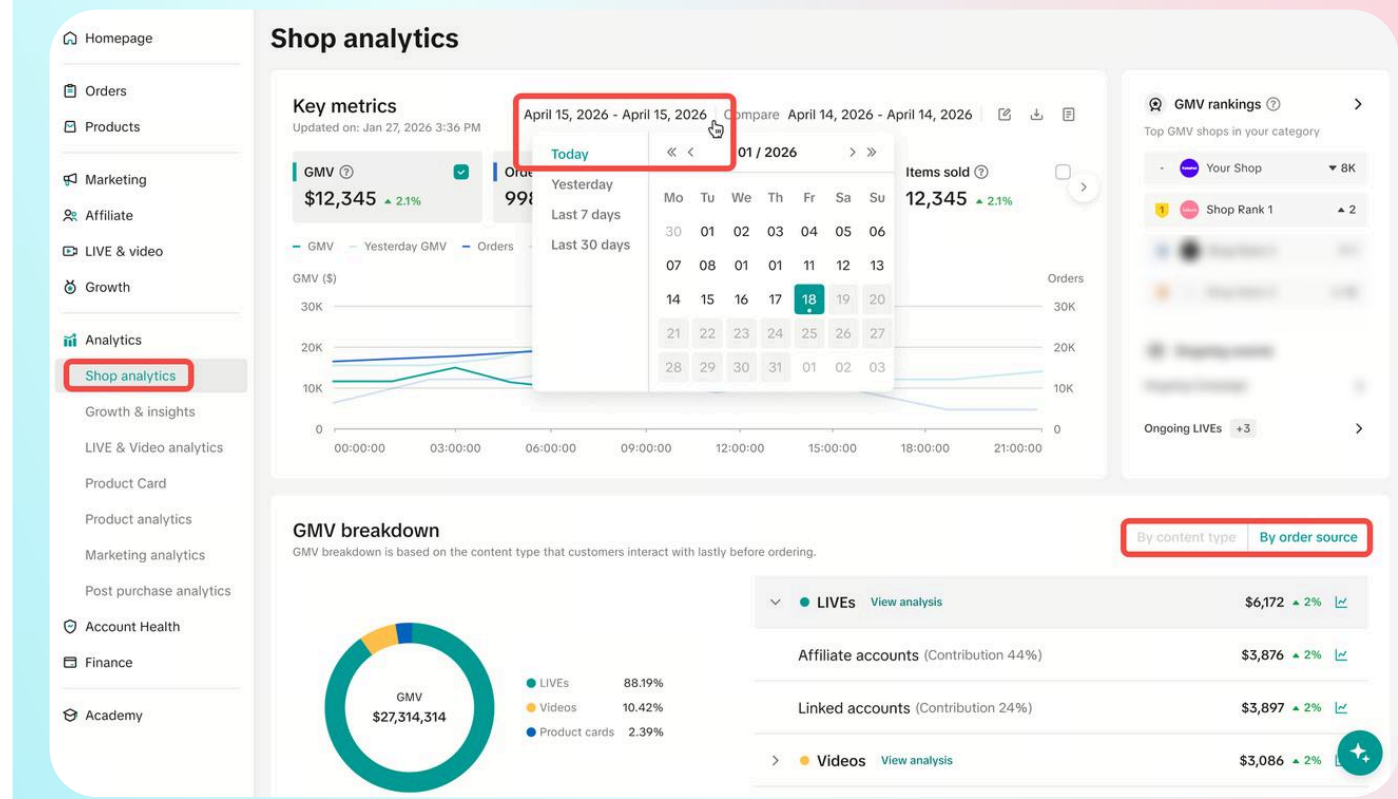 Homepage
Orders
Products
Marketing
Affiliate
LIVE & video
Growth
Analytics
Shop analytics
Growth & insights
LIVE & Video analytics
Product Card
Product analytics
Marketing analytics
Post purchase analytics
Account Health
Finance
Academy
Shop analytics
Key metrics
Updated on: Jan 27, 2026 3:36 PM
April 15, 2026 - April 15, 2026
Compare April 14, 2026 - April 14, 2026
GMV
$12,345 2.1%
Orde
998
Items sold
12,345 2.1%
GMV Yesterday GMV Orders
Today
Yesterday
Last 7 days
Last 30 days
01 / 2026
Mo Tu We Th Fr Sa Su
30 01 02 03 04 05 06
07 08 01 01 11 12 13
14 15 16 17 18 19 20
21 22 23 24 25 26 27
28 29 30 31 01 02 03
GMV ($)
Orders
30K 30K
20K 20K
10K 10K
0 0
00:00:00 03:00:00 06:00:00 09:00:00 12:00:00 15:00:00 18:00:00 21:00:00
GMV rankings
Top GMV shops in your category
- Your Shop 8K
1 Shop Rank 1 2
Ongoing LIVEs +3
GMV breakdown
GMV breakdown is based on the content type that customers interact with lastly before ordering.
By content type By order source
GMV
$27,314,314
LIVEs 88.19%
Videos 10.42%
Product cards 2.39%
LIVEs View analysis $6,172 2%
Affiliate accounts (Contribution 44%) $3,876 2%
Linked accounts (Contribution 24%) $3,897 2%
Videos View analysis $3,086 2%